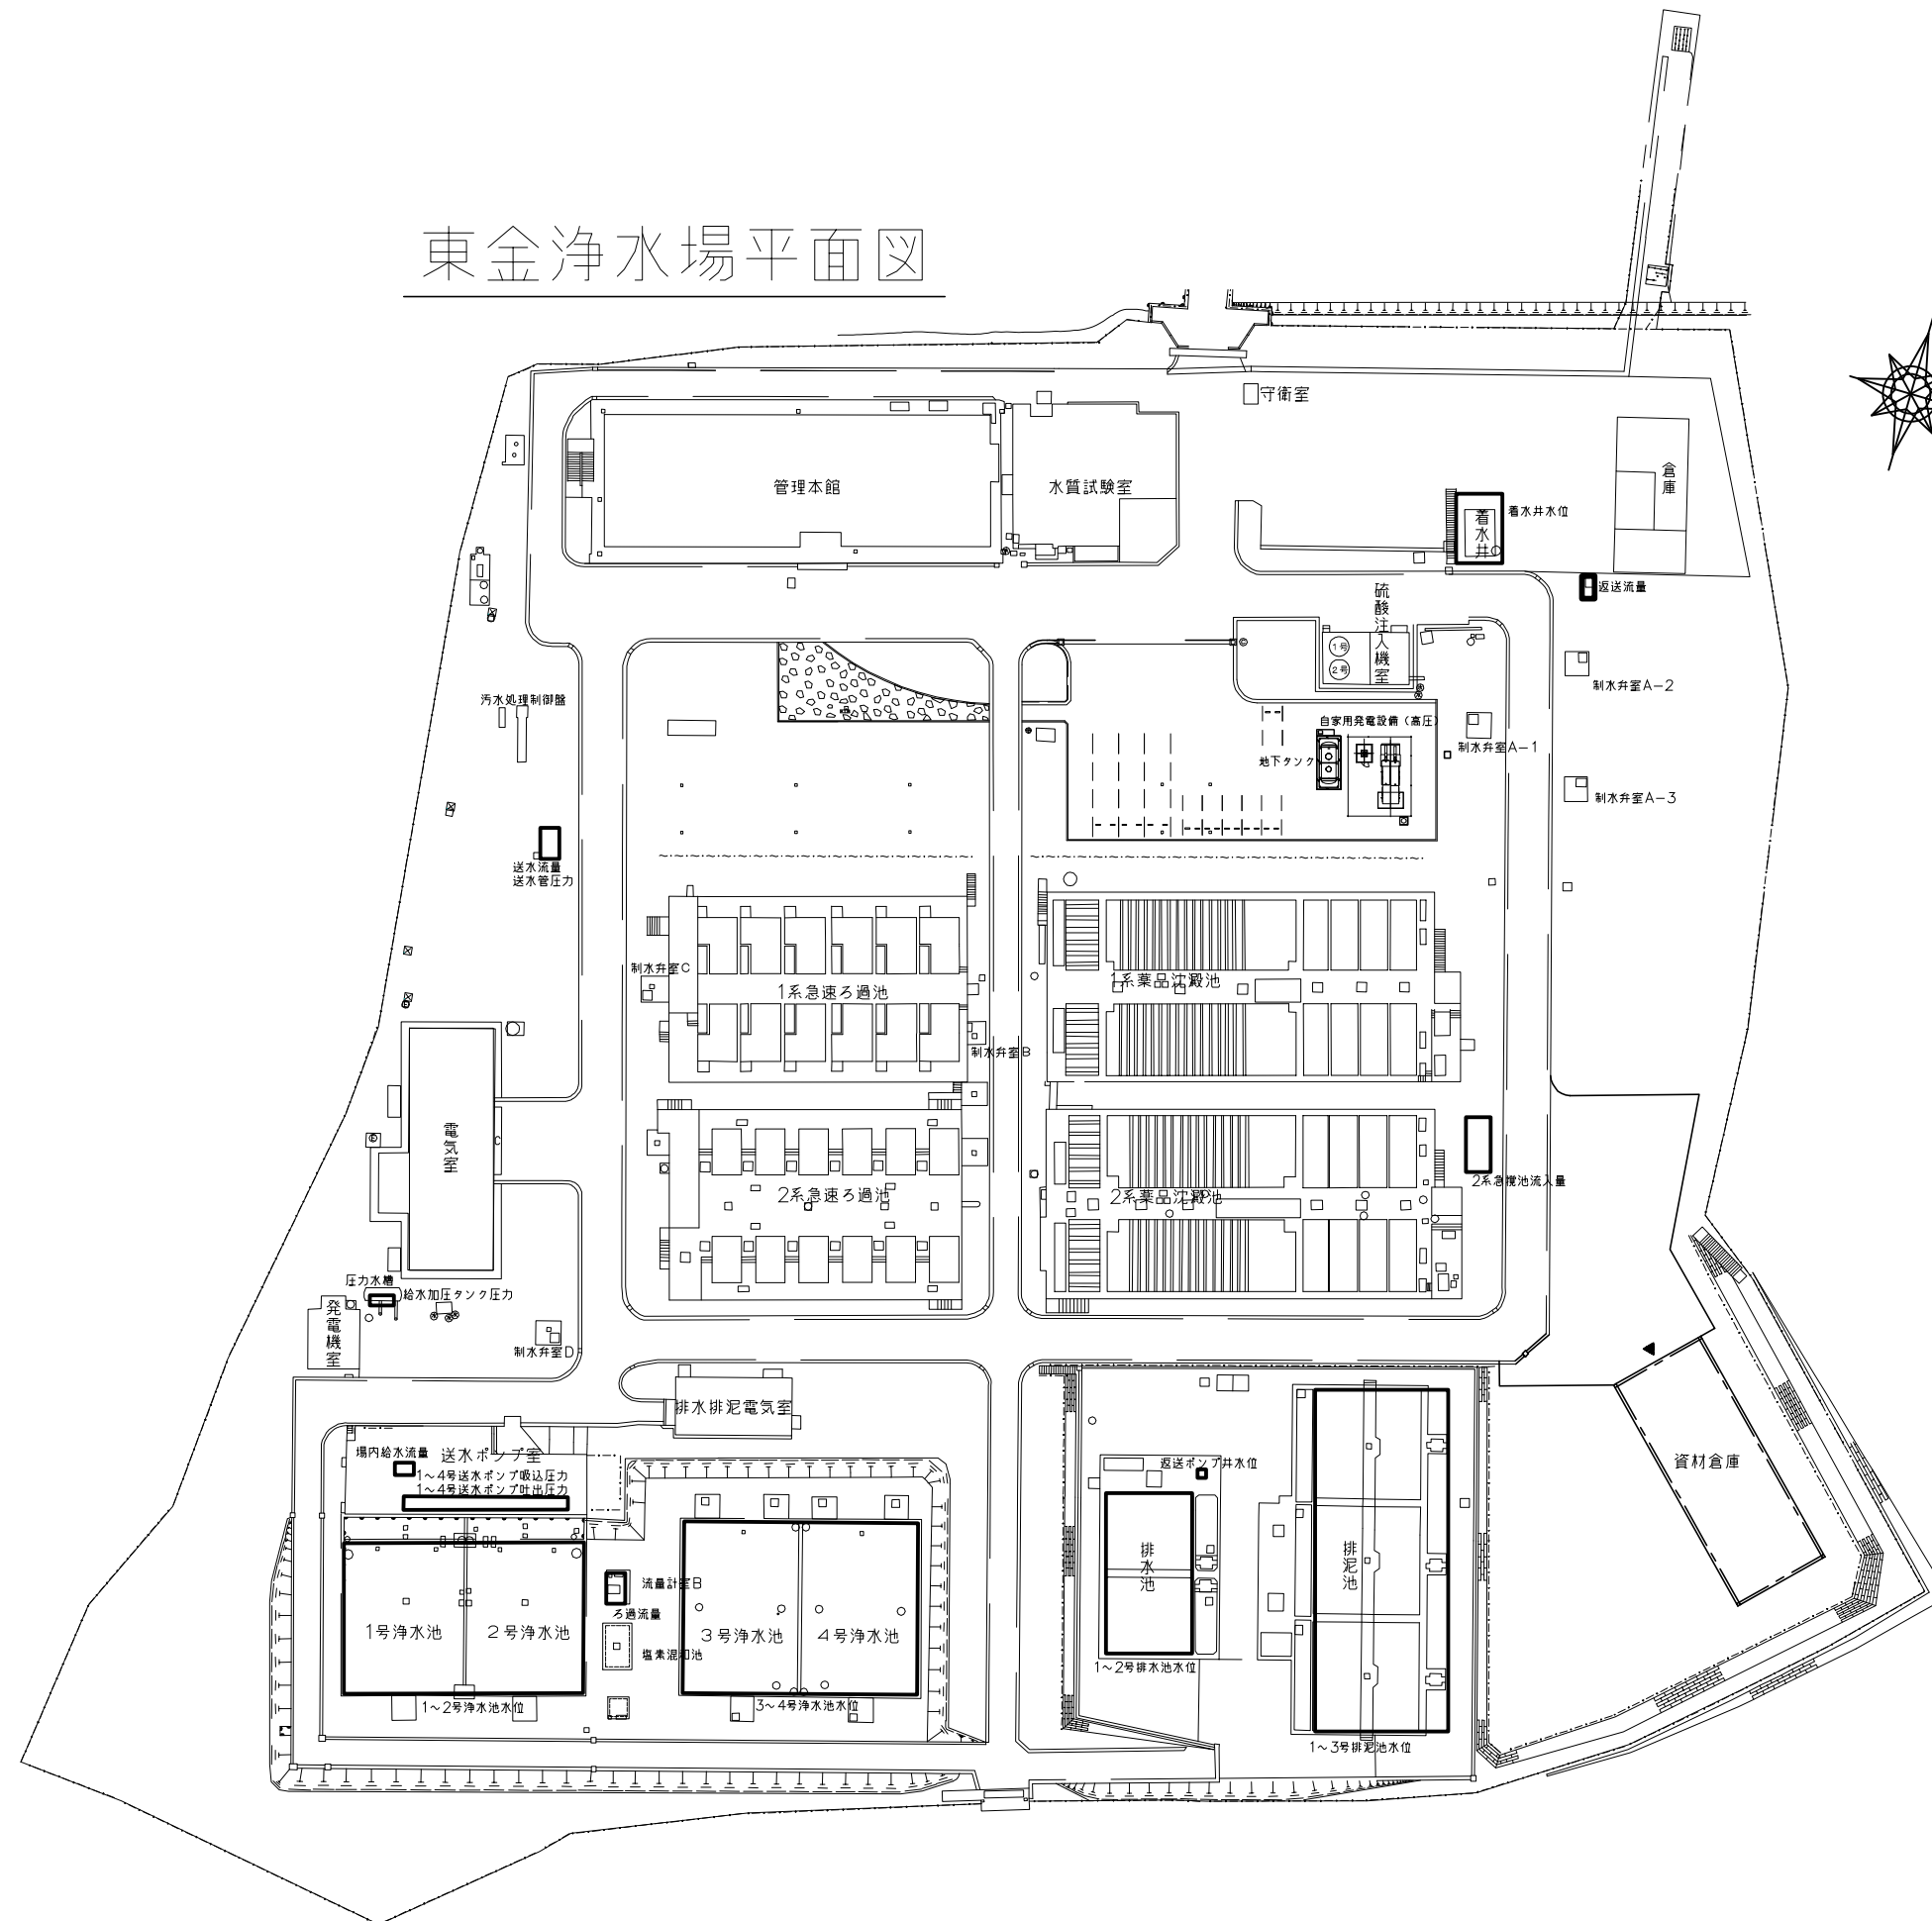 東金浄水場平面図
守衛室
管理本館
水質試験室
倉庫
着水井
着水井水位
返送流量
硫酸注入機室
1号
2号
制水弁室A-2
汚水処理制御盤
自家用発電設備(高圧)
制水弁室A-1
地下タンク
制水弁室A-3
送水流量
送水管圧力
制水弁室C
1系急速ろ過池
1系薬品沈澱池
制水弁室B
電気室
2系急速ろ過池
2系薬品沈澱池
2系急攪池流入量
圧力水槽
給水加圧タンク圧力
発電機室
制水弁室D
排水排泥電気室
場内給水流量
送水ポンプ室
1~4号送水ポンプ吸込圧力
1~4号送水ポンプ吐出圧力
返送ポンプ井水位
資材倉庫
排水池
排泥池
流量計室B
ろ過流量
1号浄水池
2号浄水池
3号浄水池
4号浄水池
塩素混和池
1~2号排水池水位
1~2号浄水池水位
3~4号浄水池水位
1~3号排泥池水位